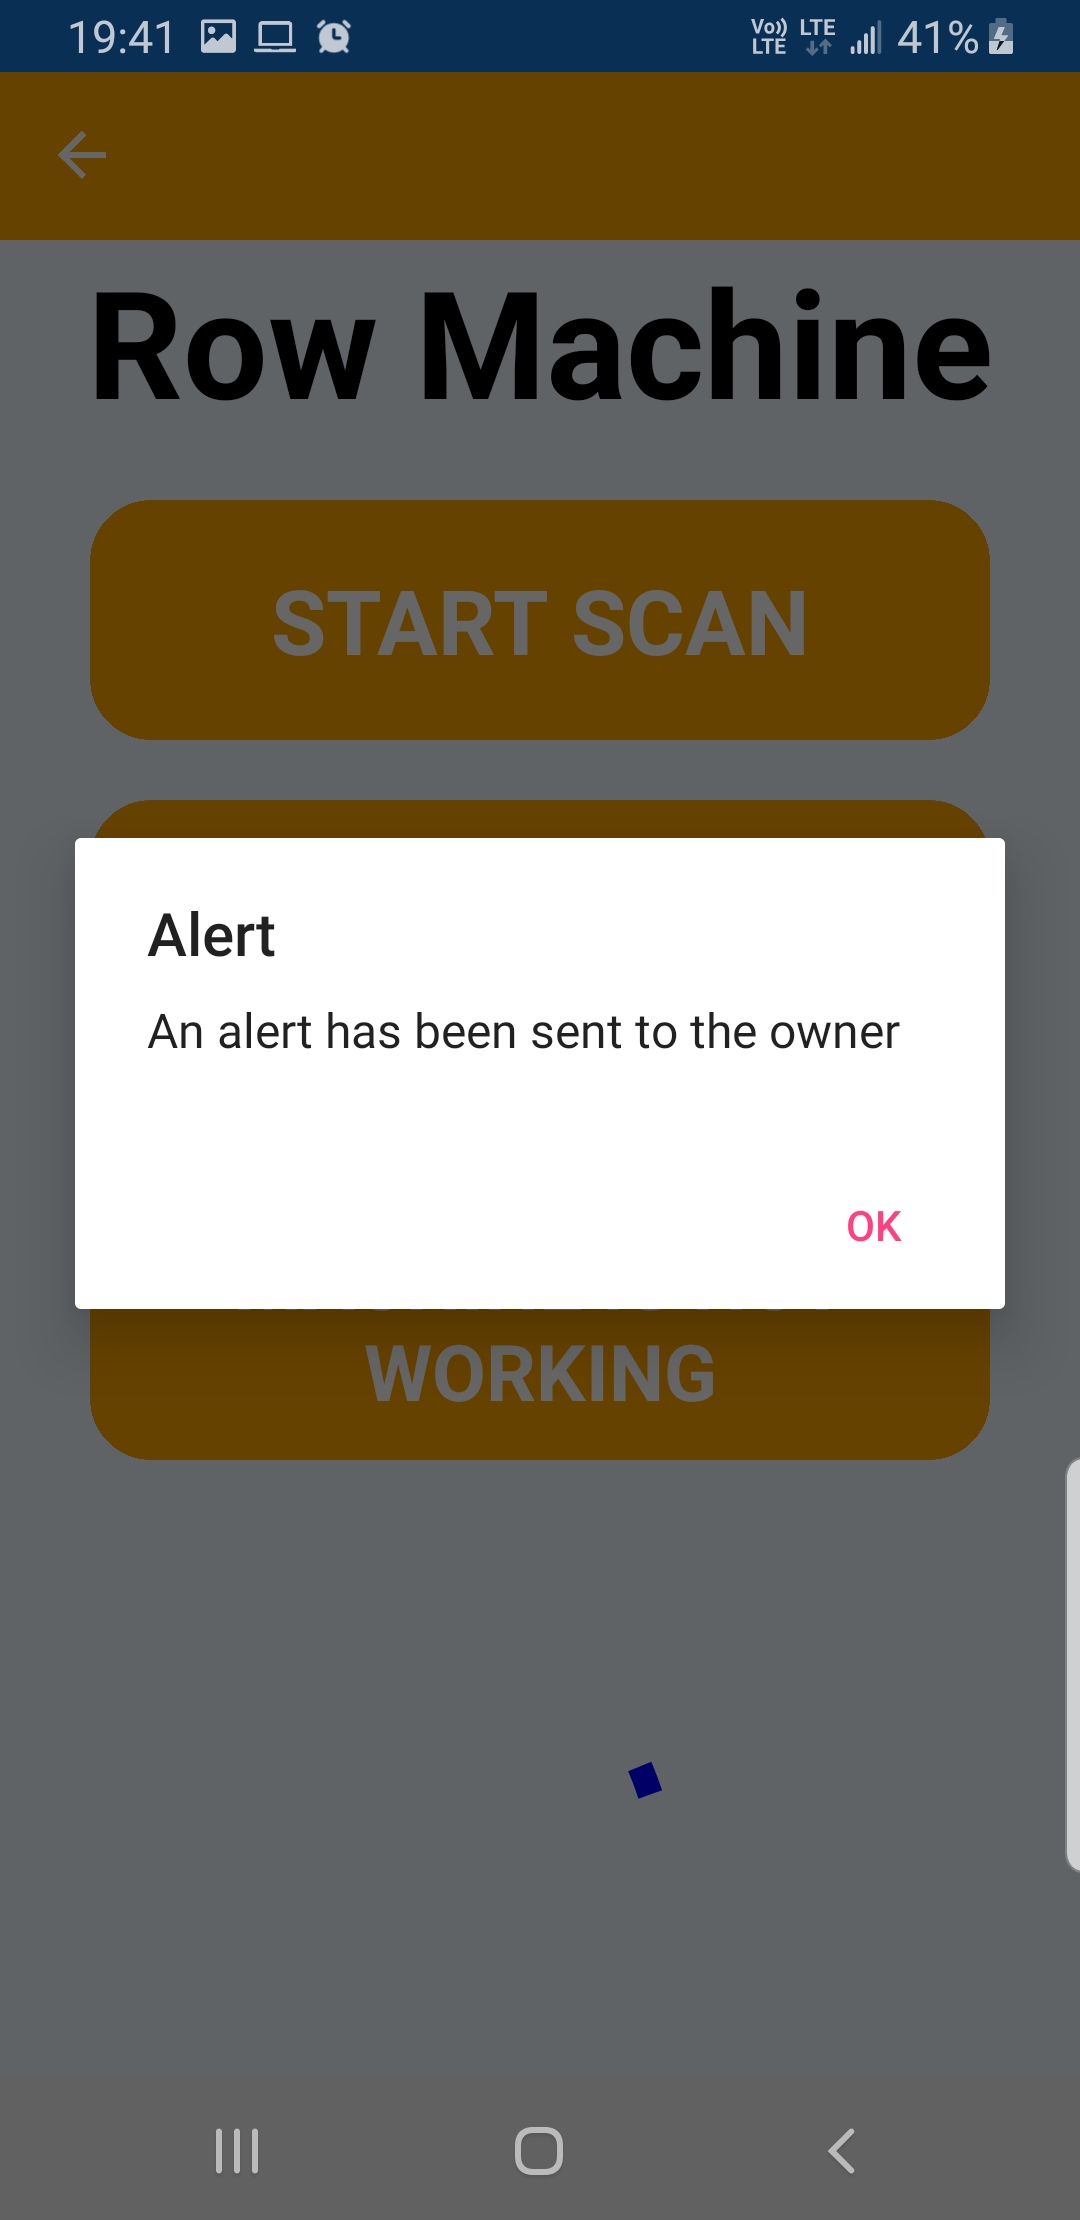 19:41
Vo)) LTE
LTE
41%
Row Machine
START SCAN
Alert
An alert has been sent to the owner
OK
WORKING